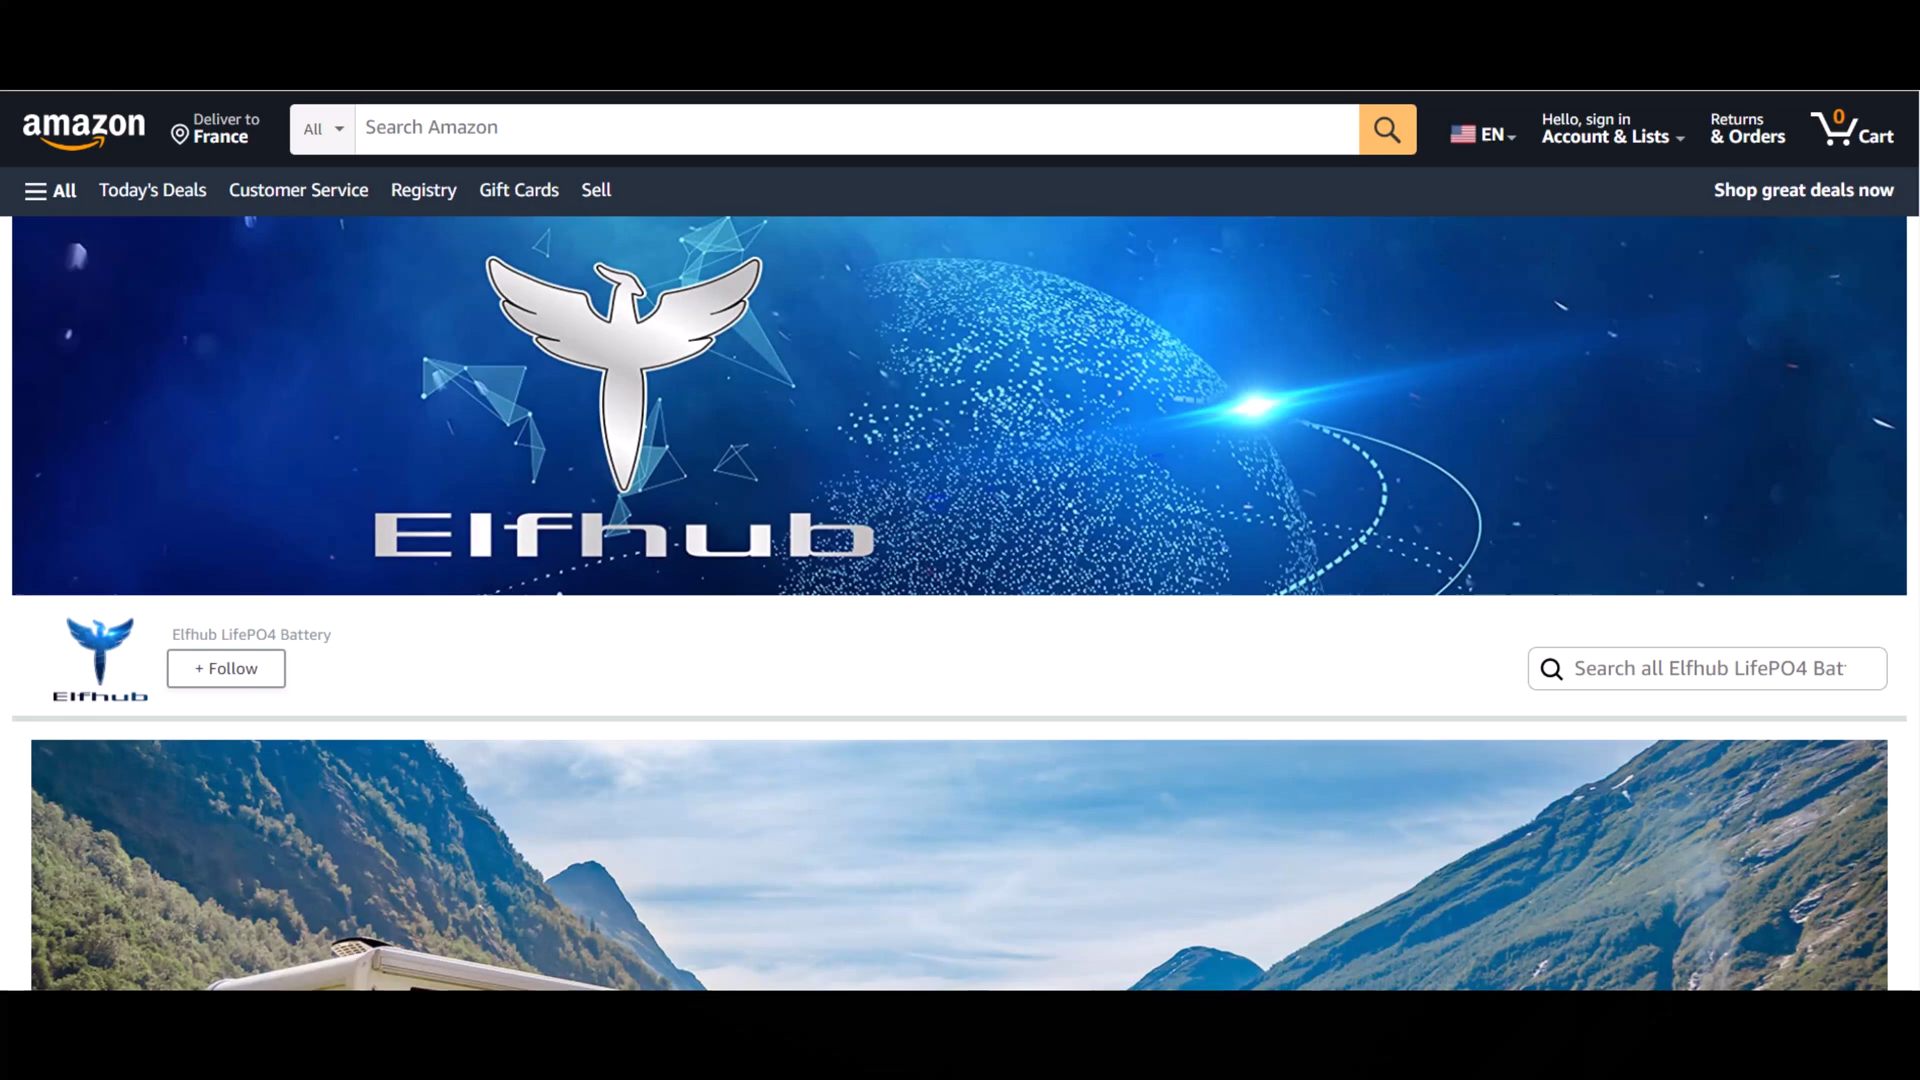 amazon
Deliver to
France
All
Search Amazon
EN
Hello, sign in
Account & Lists
Returns
& Orders
0
Cart
All
Today's Deals
Customer Service
Registry
Gift Cards
Sell
Shop great deals now
Elfhub
Elfhub
Elfhub LifePO4 Battery
+ Follow
Search all Elfhub LifePO4 Bat